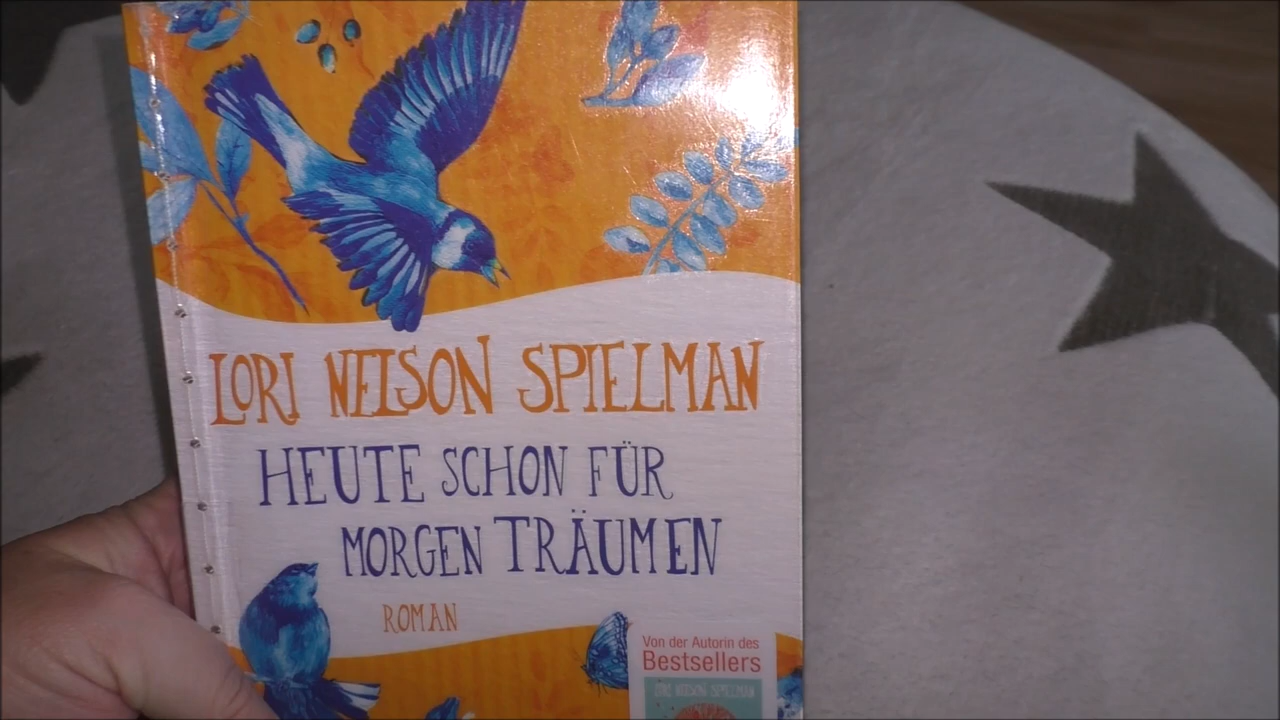 LORI NELSON SPIELMAN
HEUTE SCHON FÜR
MORGEN TRÄUMEN
ROMAN
Von der Autorin des
Bestsellers
LORI NELSON SPIELMAN